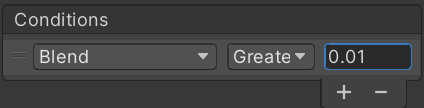 Conditions
Blend Greate 0.01
+ −